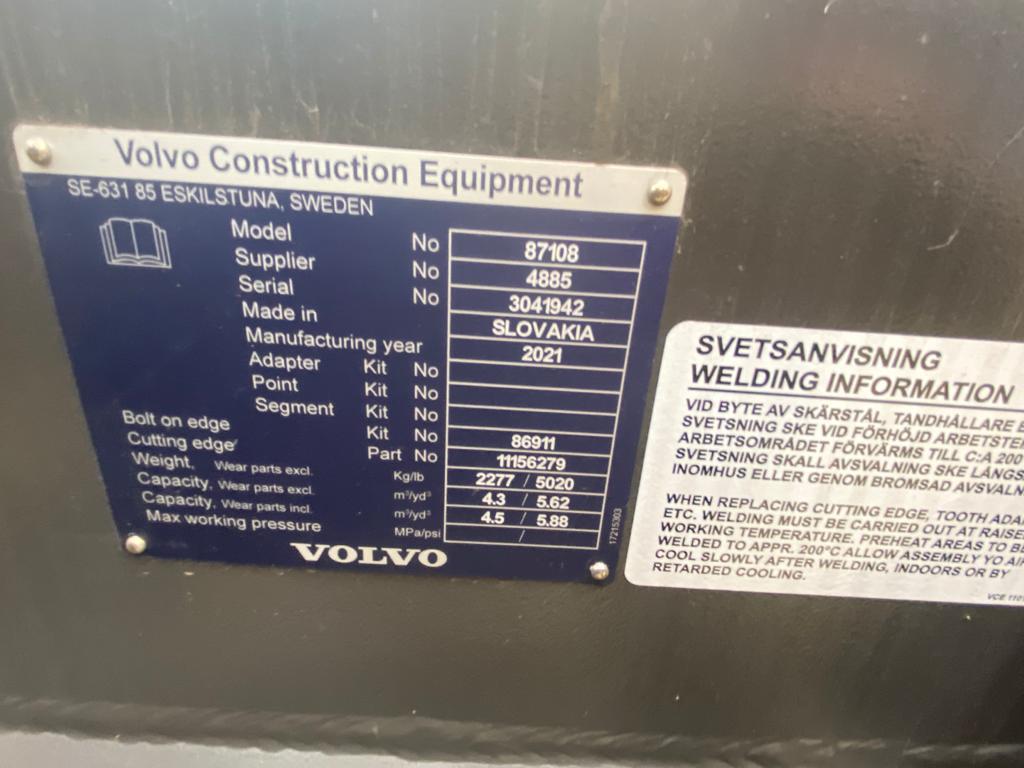 Volvo Construction Equipment
SE-631 85 ESKILSTUNA, SWEDEN
Model No 87108
Supplier No 4885
Serial No 3041942
Made in SLOVAKIA
Manufacturing year 2021
Adapter Kit No
Point Kit No
Segment Kit No
Bolt on edge Kit No 86911
Cutting edge Part No 11156279
Weight, Wear parts excl. Kg/lb 2277 / 5020
Capacity, Wear parts excl. m³/yd³ 4.3 / 5.62
Capacity, Wear parts incl. m³/yd³ 4.5 / 5.88
Max working pressure MPa/psi /
VOLVO
17215303
SVETSANVISNING
WELDING INFORMATION
VID BYTE AV SKÄRSTÅL, TANDHÅLLARE
SVETSNING SKE VID FÖRHÖJD
ARBETSOMRÅDET FÖRVÄRMS TILL C:A 200
SVETSNING SKALL AVSVALNING SKE
INOMHUS ELLER GENOM BROMSAD
WHEN REPLACING CUTTING EDGE, TOOTH
ETC. WELDING MUST BE CARRIED OUT AT
WORKING TEMPERATURE. PREHEAT AREAS TO
WELDED TO APPR. 200°C ALLOW ASSEMBLY YO
COOL SLOWLY AFTER WELDING, INDOORS OR BY
RETARDED COOLING.
VCE